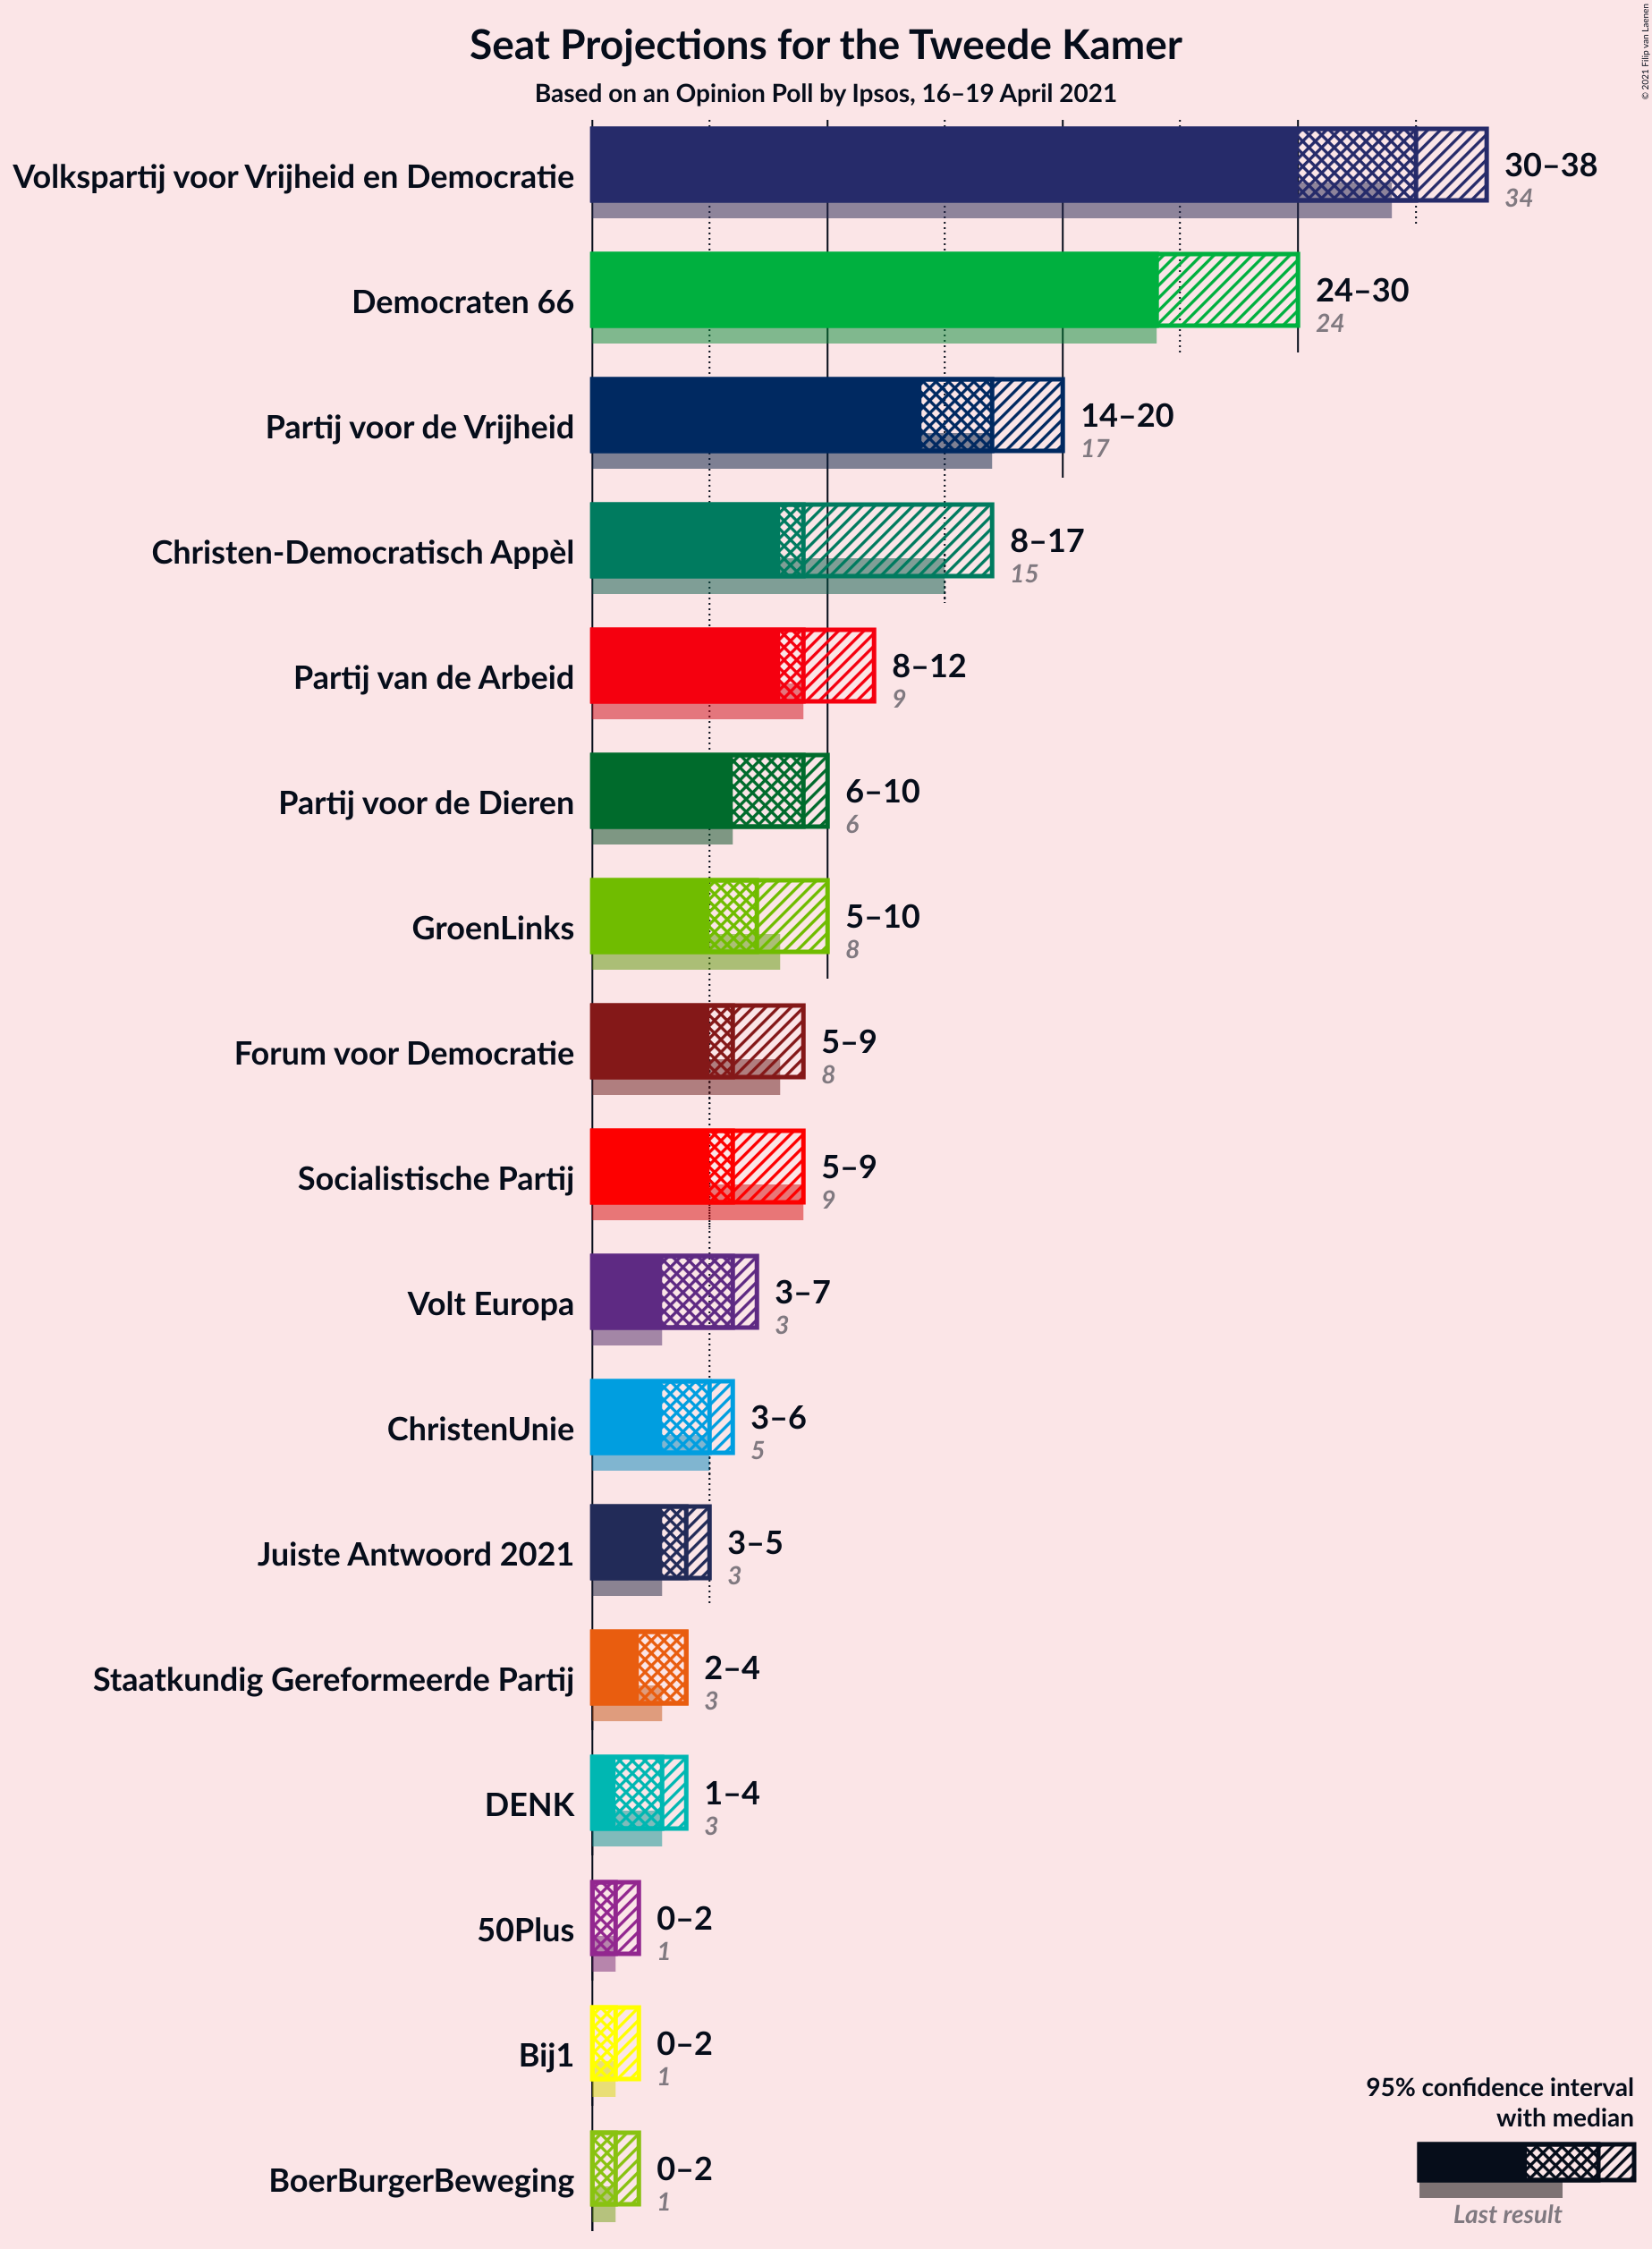 Seat Projections for the Tweede Kamer
Based on an Opinion Poll by Ipsos, 16–19 April 2021
© 2021 Filip van Laenen
Volkspartij voor Vrijheid en Democratie
30–38
34
Democraten 66
24–30
24
Partij voor de Vrijheid
14–20
17
Christen-Democratisch Appèl
8–17
15
Partij van de Arbeid
8–12
9
Partij voor de Dieren
6–10
6
GroenLinks
5–10
8
Forum voor Democratie
5–9
8
Socialistische Partij
5–9
9
Volt Europa
3–7
3
ChristenUnie
3–6
5
Juiste Antwoord 2021
3–5
3
Staatkundig Gereformeerde Partij
2–4
3
DENK
1–4
3
50Plus
0–2
1
Bij1
0–2
1
BoerBurgerBeweging
0–2
1
95% confidence interval
with median
Last result